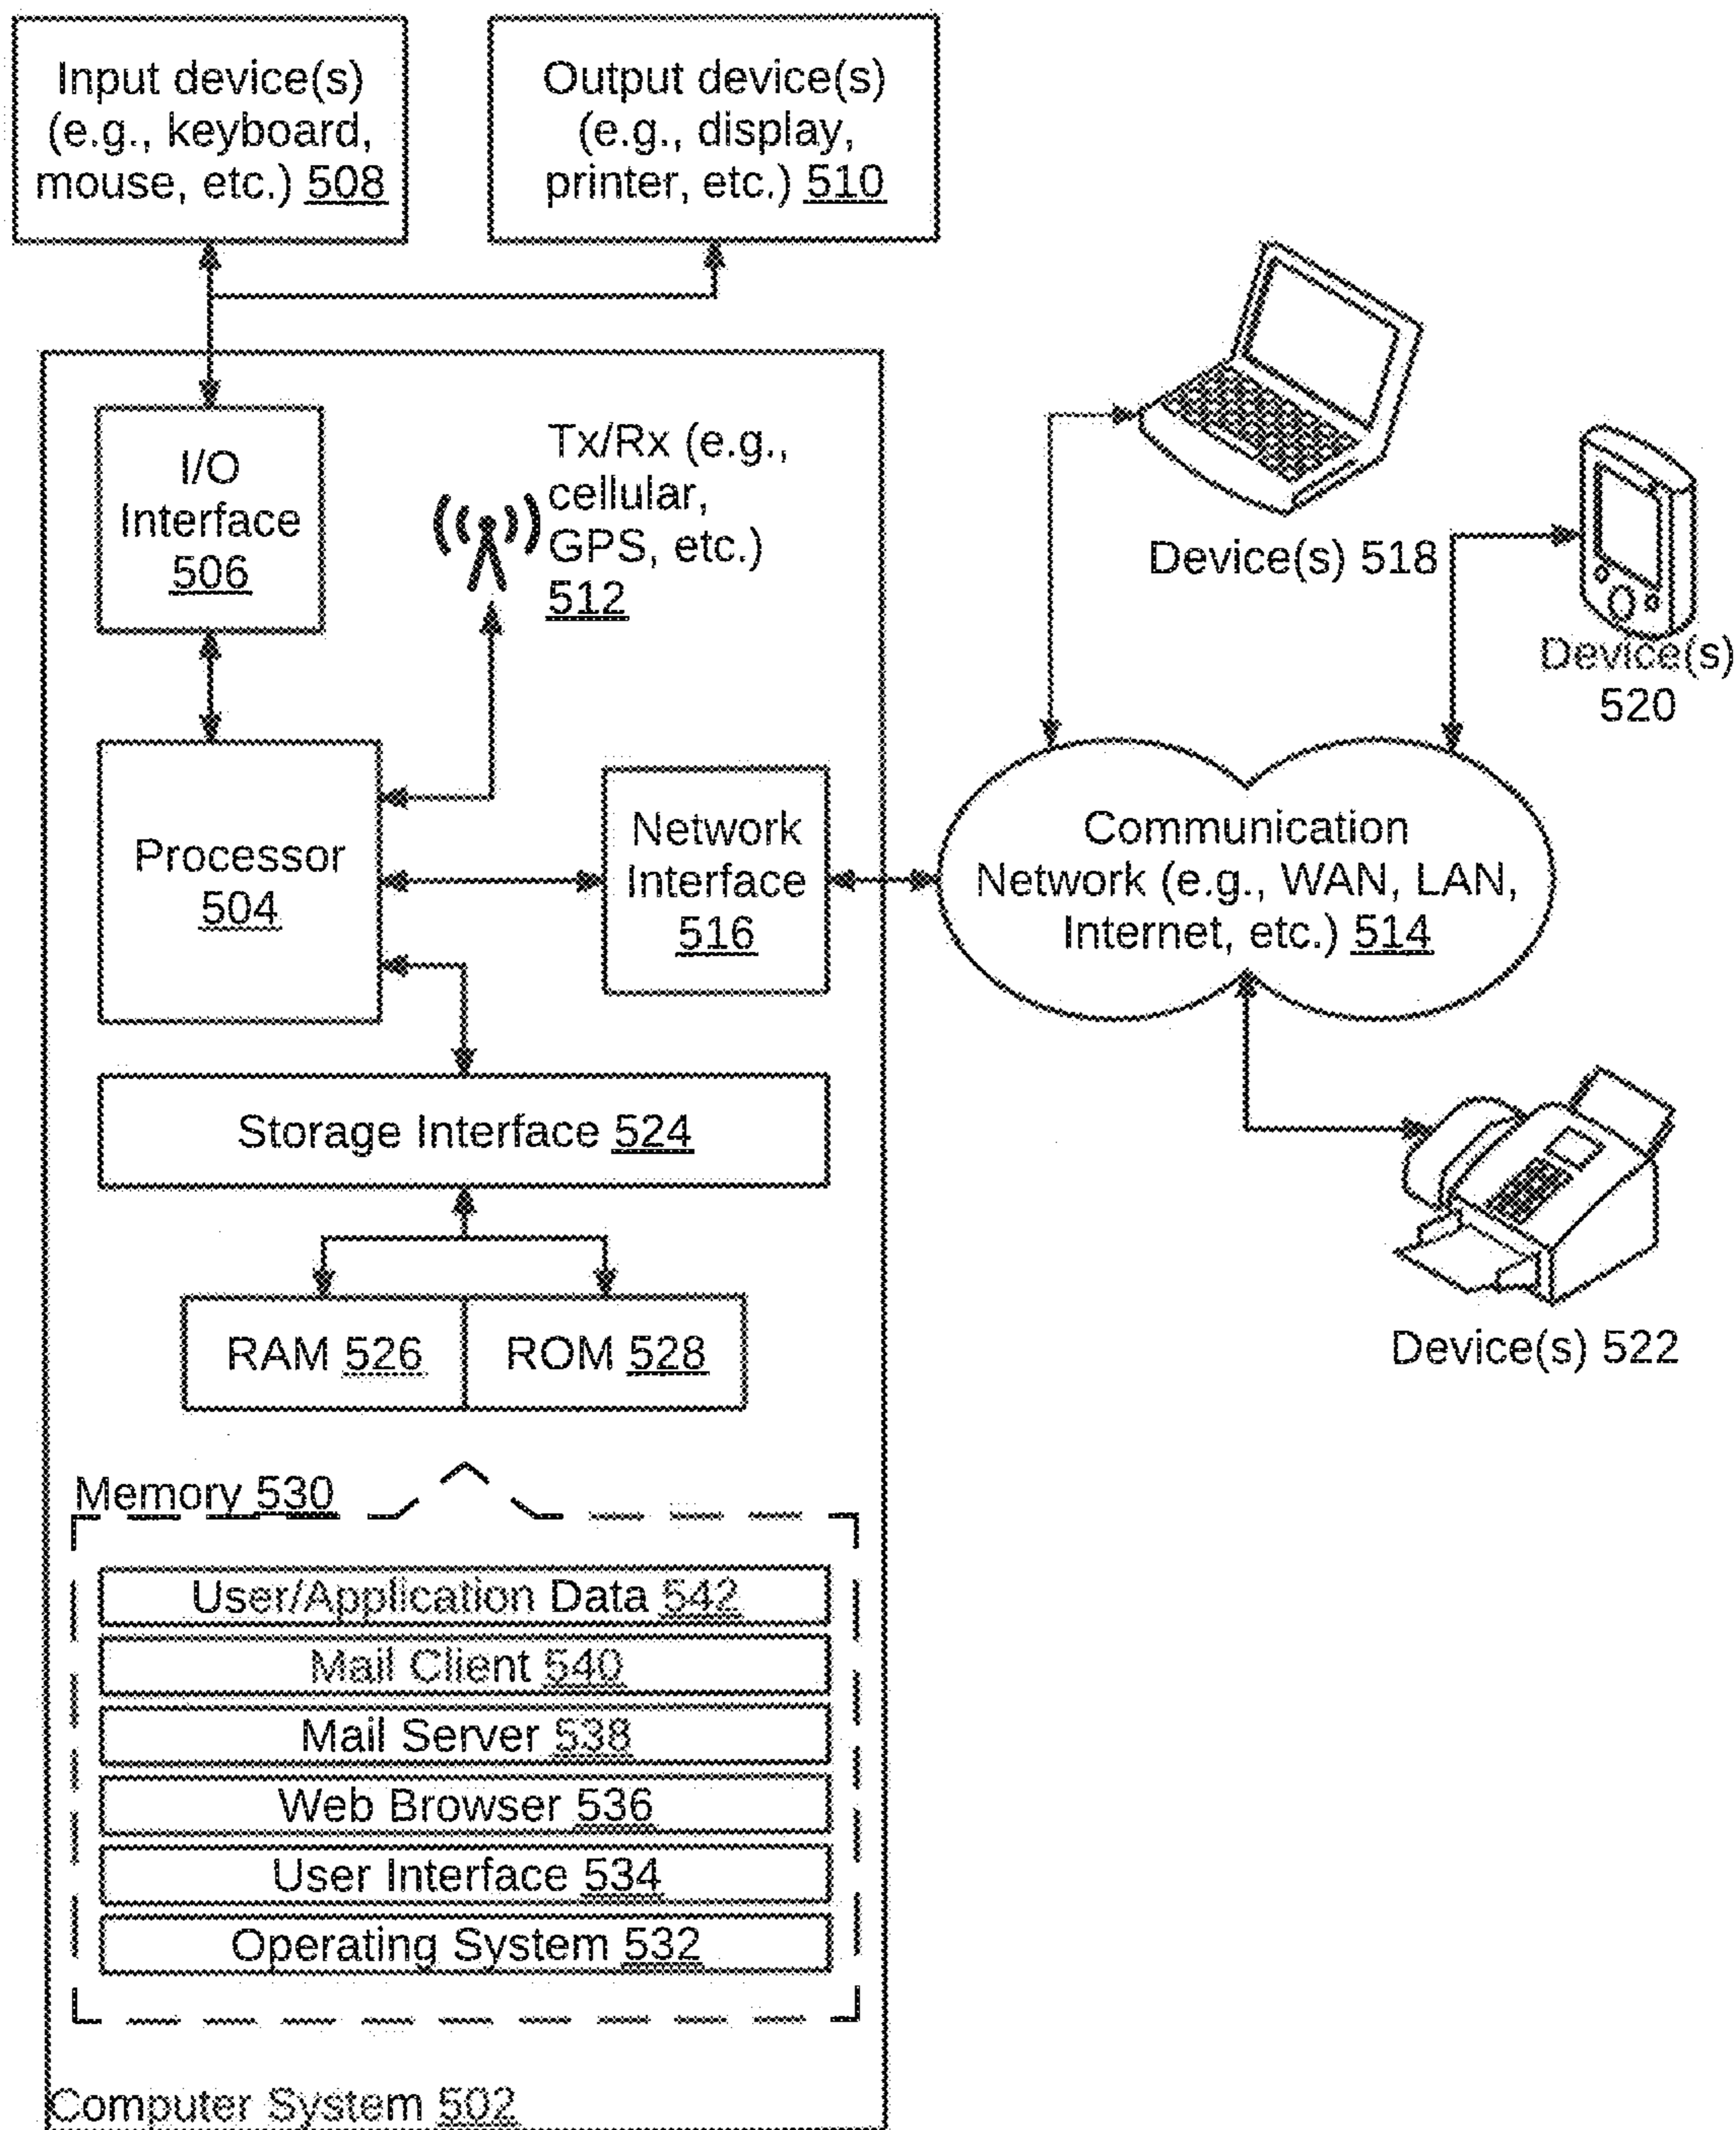 Input device(s)
(e.g., keyboard,
mouse, etc.) 508
Output device(s)
(e.g., display,
printer, etc.) 510
I/O
Interface
506
Tx/Rx (e.g.,
cellular,
GPS, etc.)
512
Device(s) 518
Device(s)
520
Processor
504
Network
Interface
516
Communication
Network (e.g., WAN, LAN,
Internet, etc.) 514
Storage Interface 524
RAM 526
ROM 528
Device(s) 522
Memory 530
User/Application Data 542
Mail Client 540
Mail Server 538
Web Browser 536
User Interface 534
Operating System 532
Computer System 502